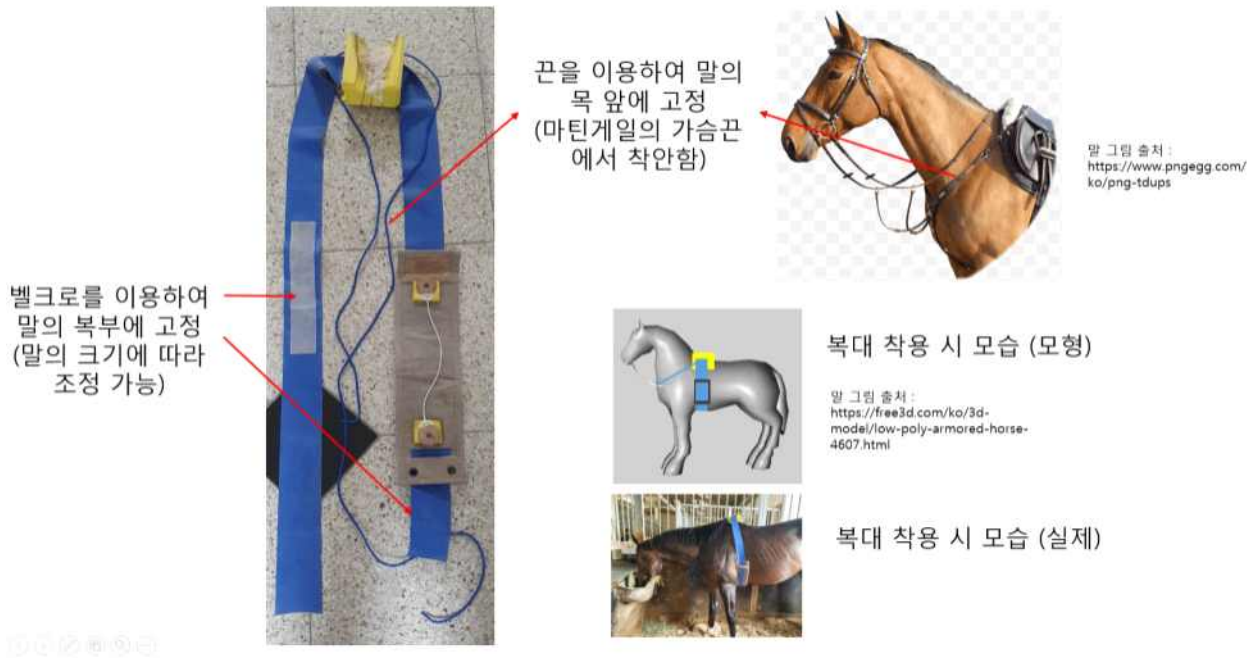 끈을 이용하여 말의
목 앞에 고정
(마틴게일의 가슴끈
에서 착안함)
말 그림 출처 :
https://www.pngegg.com/
ko/png-tdups
벨크로를 이용하여
말의 복부에 고정
(말의 크기에 따라
조정 가능)
복대 착용 시 모습 (모형)
말 그림 출처 :
https://free3d.com/ko/3d-
model/low-poly-armored-horse-
4607.html
복대 착용 시 모습 (실제)